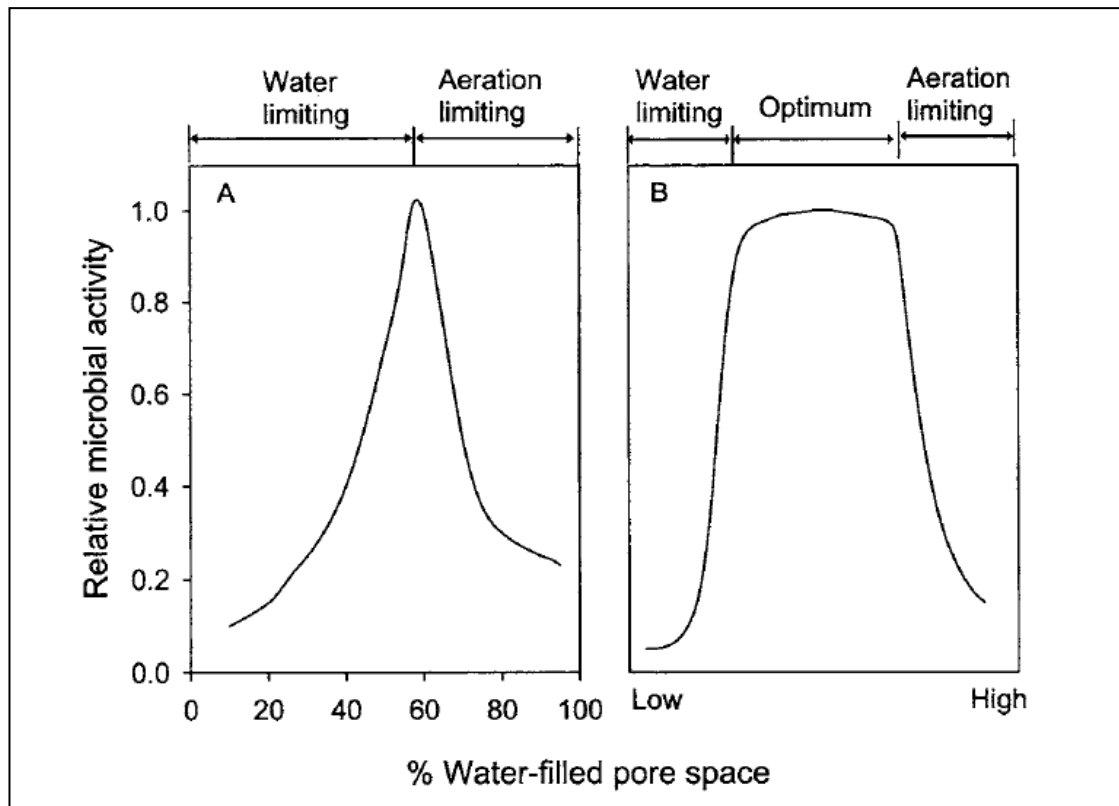 Water
limiting
Aeration
limiting
Water
limiting
Optimum
Aeration
limiting
A
B
Relative microbial activity
1.0
0.8
0.6
0.4
0.2
0.0
0
20
40
60
80
100
Low
High
% Water-filled pore space